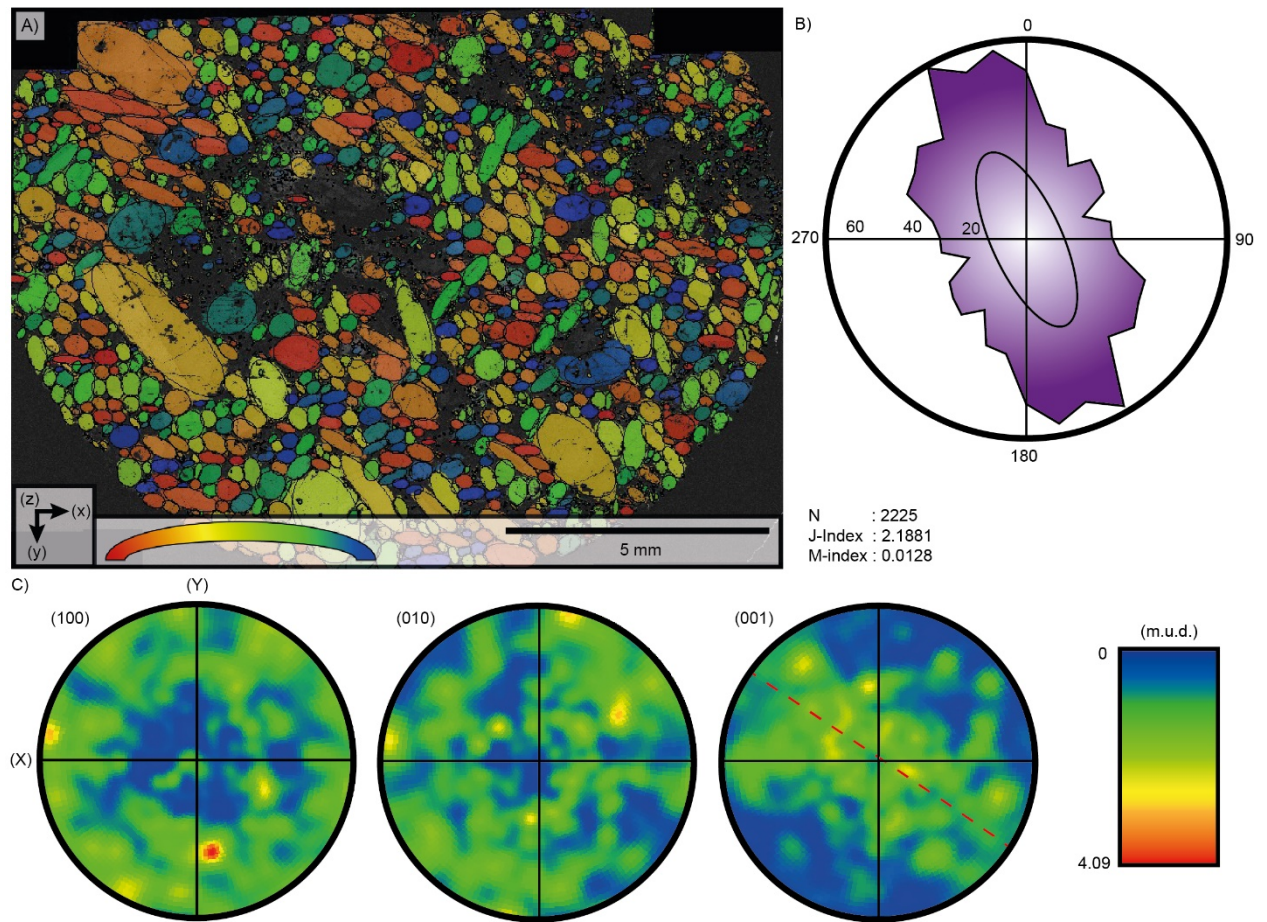 A)
(z)
(x)
(y)
5 mm
B)
0
60 40 20
270
90
180
N : 2225
J-Index : 2.1881
M-index : 0.0128
C)
(Y)
(100)
(010)
(001)
(X)
(m.u.d.)
0
4.09